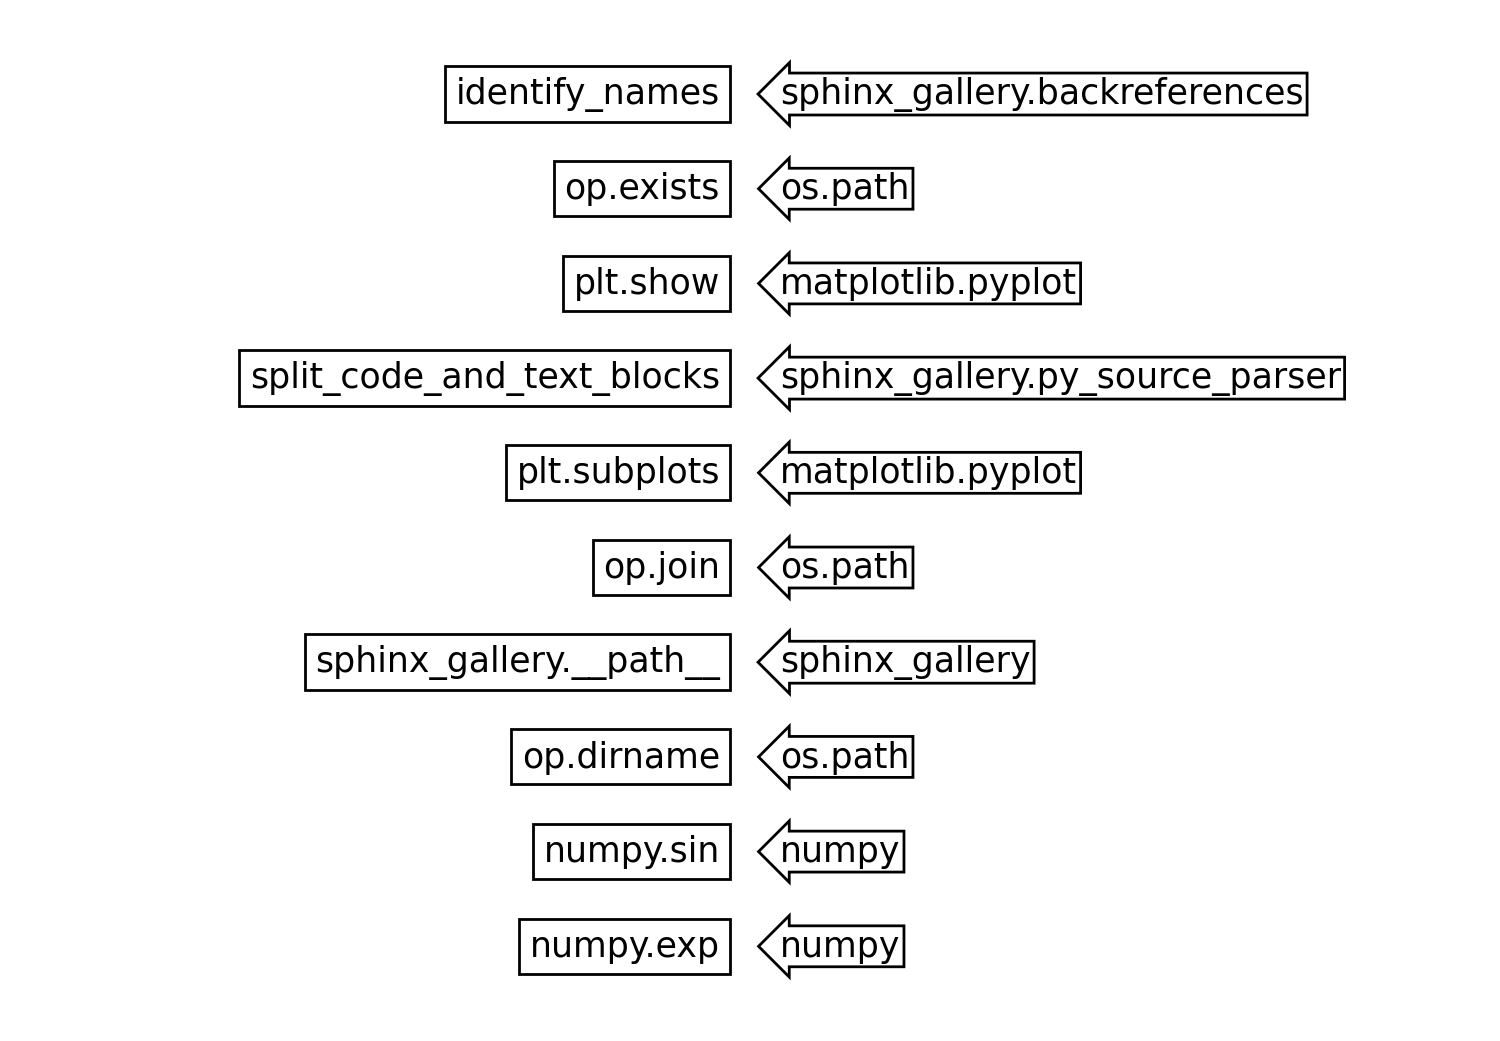 identify_names sphinx_gallery.backreferences
op.exists os.path
plt.show matplotlib.pyplot
split_code_and_text_blocks sphinx_gallery.py_source_parser
plt.subplots matplotlib.pyplot
op.join os.path
sphinx_gallery.__path__ sphinx_gallery
op.dirname os.path
numpy.sin numpy
numpy.exp numpy